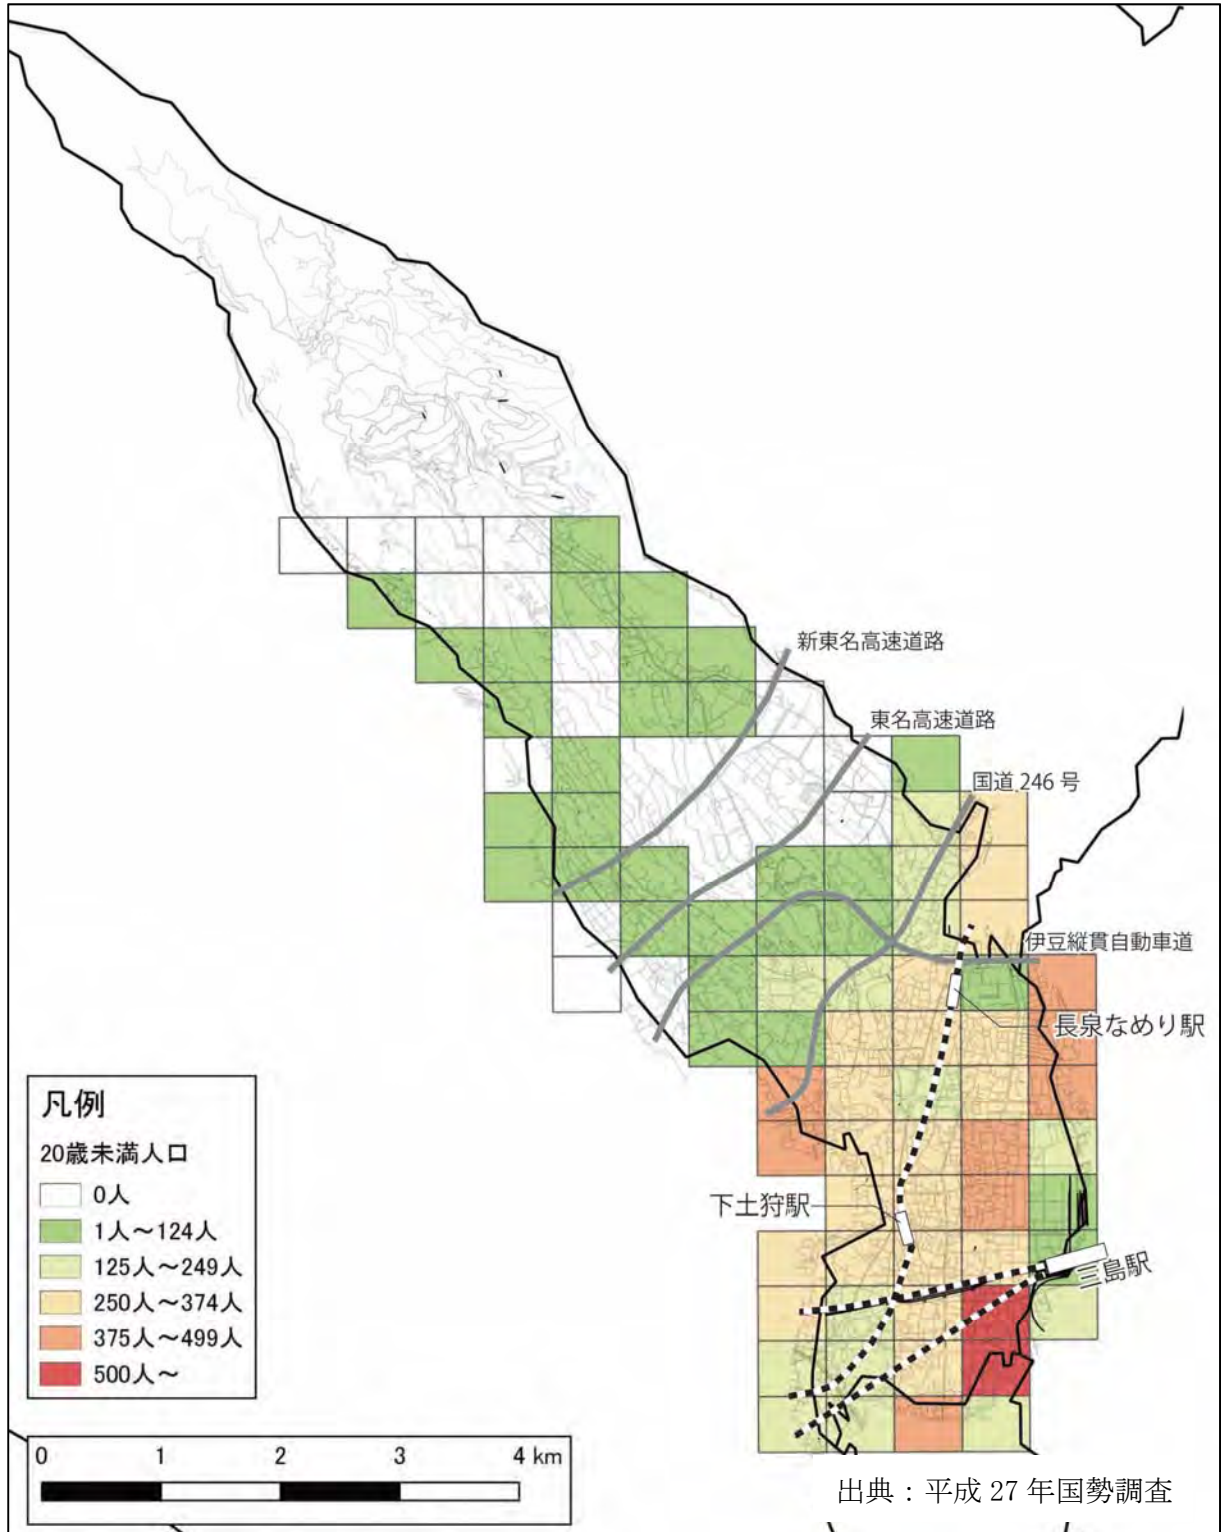 新東名高速道路
東名高速道路
国道 246 号
伊豆縦貫自動車道
長泉なめり駅
下土狩駅
三島駅
凡例
20歳未満人口
0人
1人～124人
125人～249人
250人～374人
375人～499人
500人～
0 1 2 3 4 km
出典：平成 27 年国勢調査